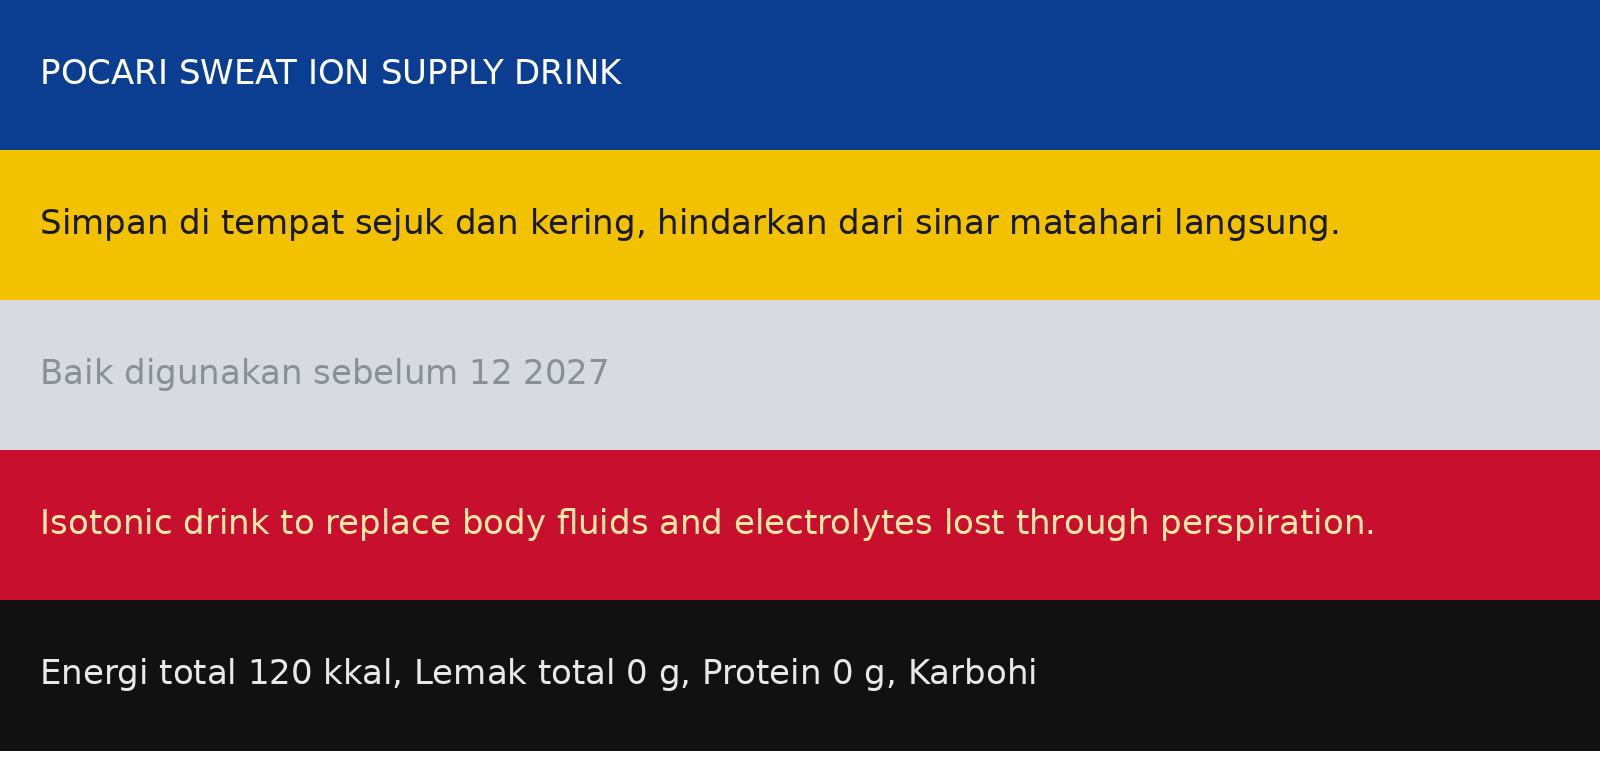 POCARI SWEAT ION SUPPLY DRINK
Simpan di tempat sejuk dan kering, hindarkan dari sinar matahari langsung.
Baik digunakan sebelum 12 2027
Isotonic drink to replace body fluids and electrolytes lost through perspiration.
Energi total 120 kkal, Lemak total 0 g, Protein 0 g, Karbohi